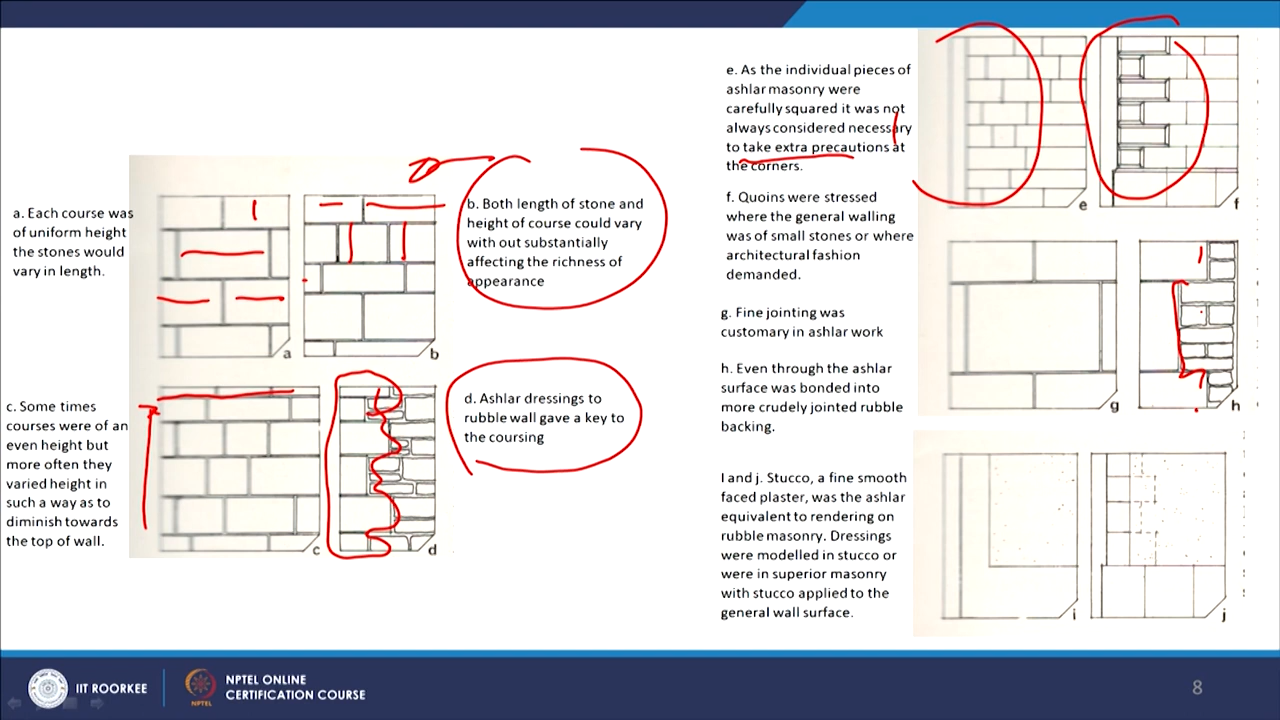 a. Each course was
of uniform height
the stones would
vary in length.
a
b
b. Both length of stone and
height of course could vary
with out substantially
affecting the richness of
appearance
c. Some times
courses were of an
even height but
more often they
varied height in
such a way as to
diminish towards
the top of wall.
c
d
d. Ashlar dressings to
rubble wall gave a key to
the coursing
e. As the individual pieces of
ashlar masonry were
carefully squared it was not
always considered necessary
to take extra precautions at
the corners.
e
f
f. Quoins were stressed
where the general walling
was of small stones or where
architectural fashion
demanded.
g. Fine jointing was
customary in ashlar work
h. Even through the ashlar
surface was bonded into
more crudely jointed rubble
backing.
g
h
I and j. Stucco, a fine smooth
faced plaster, was the ashlar
equivalent to rendering on
rubble masonry. Dressings
were modelled in stucco or
were in superior masonry
with stucco applied to the
general wall surface.
i
j
IIT ROORKEE
NPTEL
NPTEL ONLINE
CERTIFICATION COURSE
8